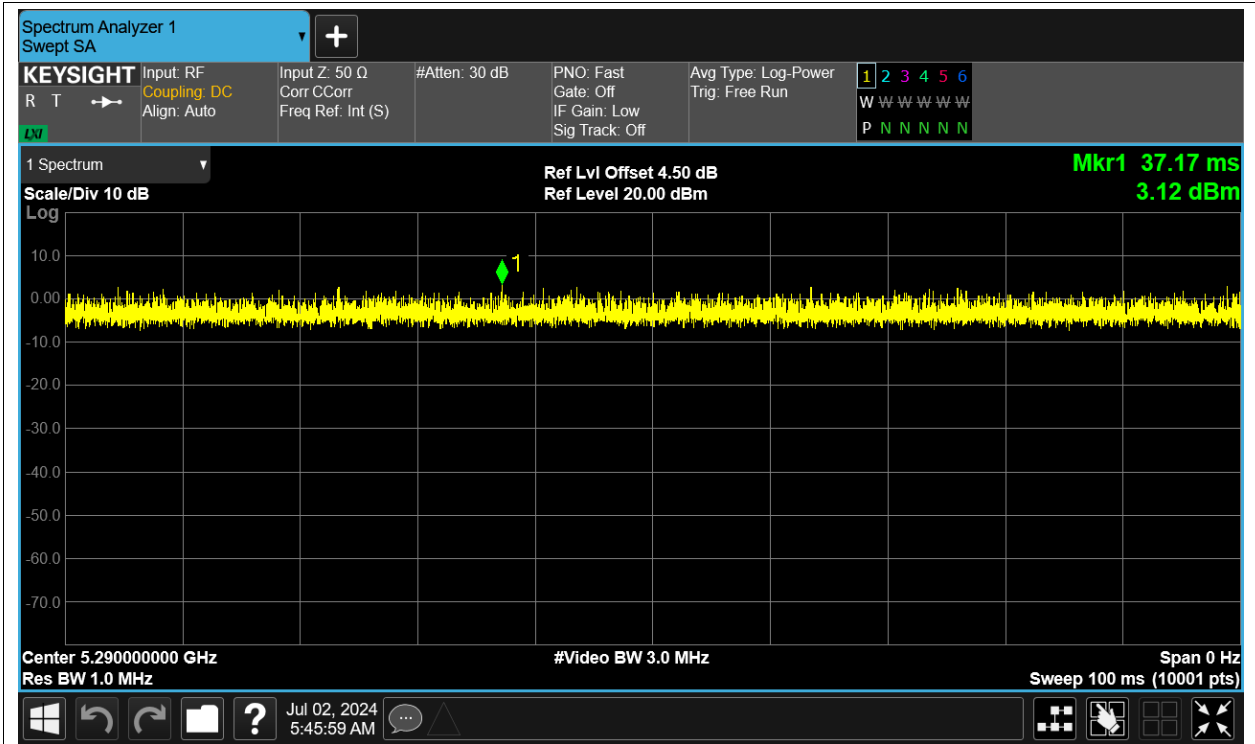 Spectrum Analyzer 1
Swept SA
+
KEYSIGHT
R T
LXI
Input: RF
Coupling: DC
Align: Auto
Input Z: 50 Ω
Corr CCorr
Freq Ref: Int (S)
#Atten: 30 dB
PNO: Fast
Gate: Off
IF Gain: Low
Sig Track: Off
Avg Type: Log-Power
Trig: Free Run
1 2 3 4 5 6
W W W W W W
P N N N N N
1 Spectrum
Scale/Div 10 dB
Log
Ref Lvl Offset 4.50 dB
Ref Level 20.00 dBm
Mkr1 37.17 ms
3.12 dBm
1
10.0
0.00
-10.0
-20.0
-30.0
-40.0
-50.0
-60.0
-70.0
Center 5.290000000 GHz
Res BW 1.0 MHz
#Video BW 3.0 MHz
Span 0 Hz
Sweep 100 ms (10001 pts)
?
Jul 02, 2024
5:45:59 AM